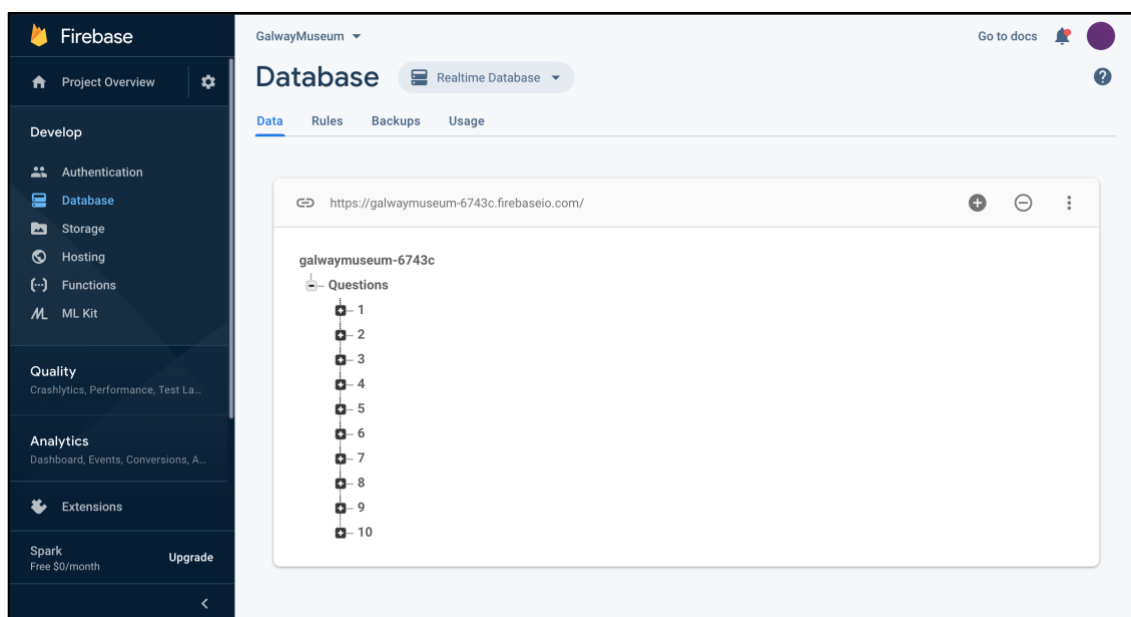 Firebase
Project Overview
Develop
Authentication
Database
Storage
Hosting
Functions
ML Kit
Quality
Crashlytics, Performance, Test La...
Analytics
Dashboard, Events, Conversions, A...
Extensions
Spark
Free $0/month
Upgrade
GalwayMuseum
Go to docs
Database
Realtime Database
Data Rules Backups Usage
https://galwaymuseum-6743c.firebaseio.com/
galwaymuseum-6743c
Questions
1
2
3
4
5
6
7
8
9
10